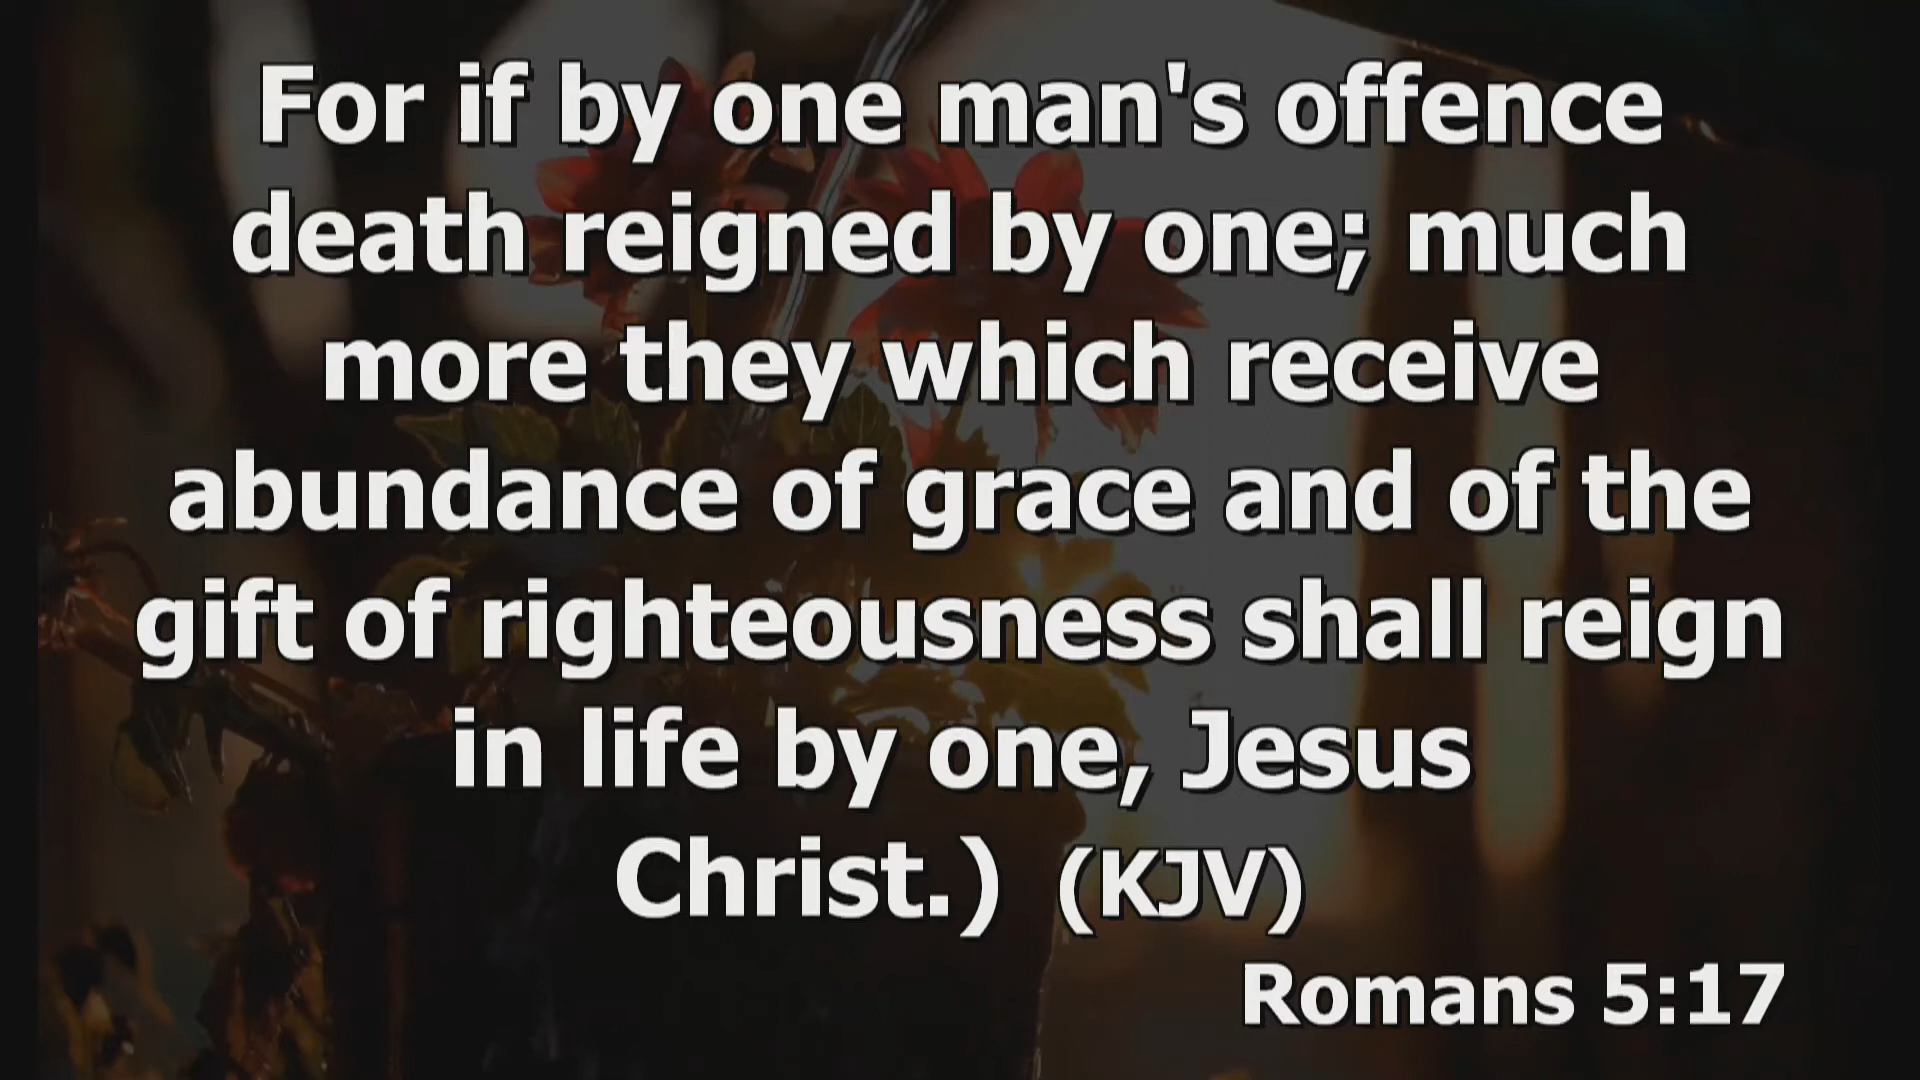 For if by one man's offence
death reigned by one; much
more they which receive
abundance of grace and of the
gift of righteousness shall reign
in life by one, Jesus
Christ.) (KJV)
Romans 5:17